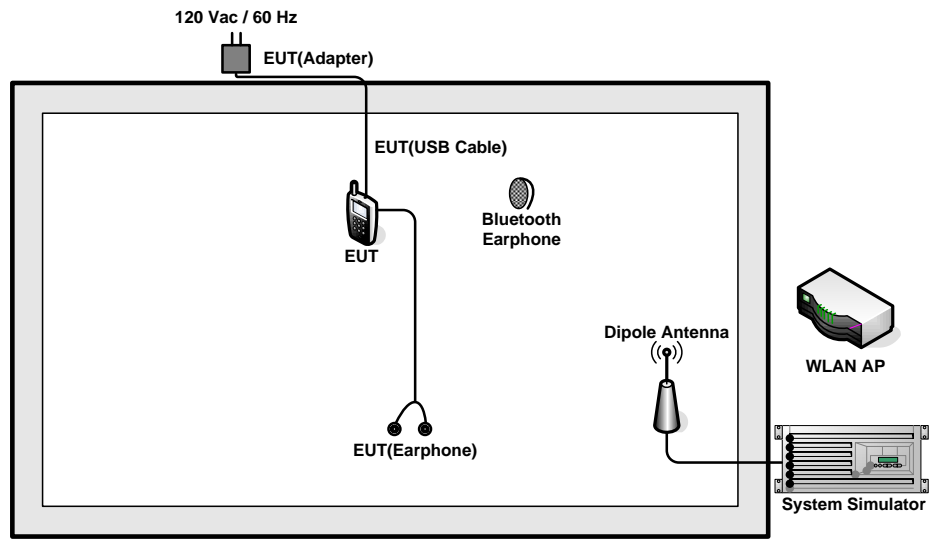 120 Vac / 60 Hz
EUT(Adapter)
EUT(USB Cable)
Bluetooth
Earphone
EUT
Dipole Antenna
WLAN AP
EUT(Earphone)
System Simulator